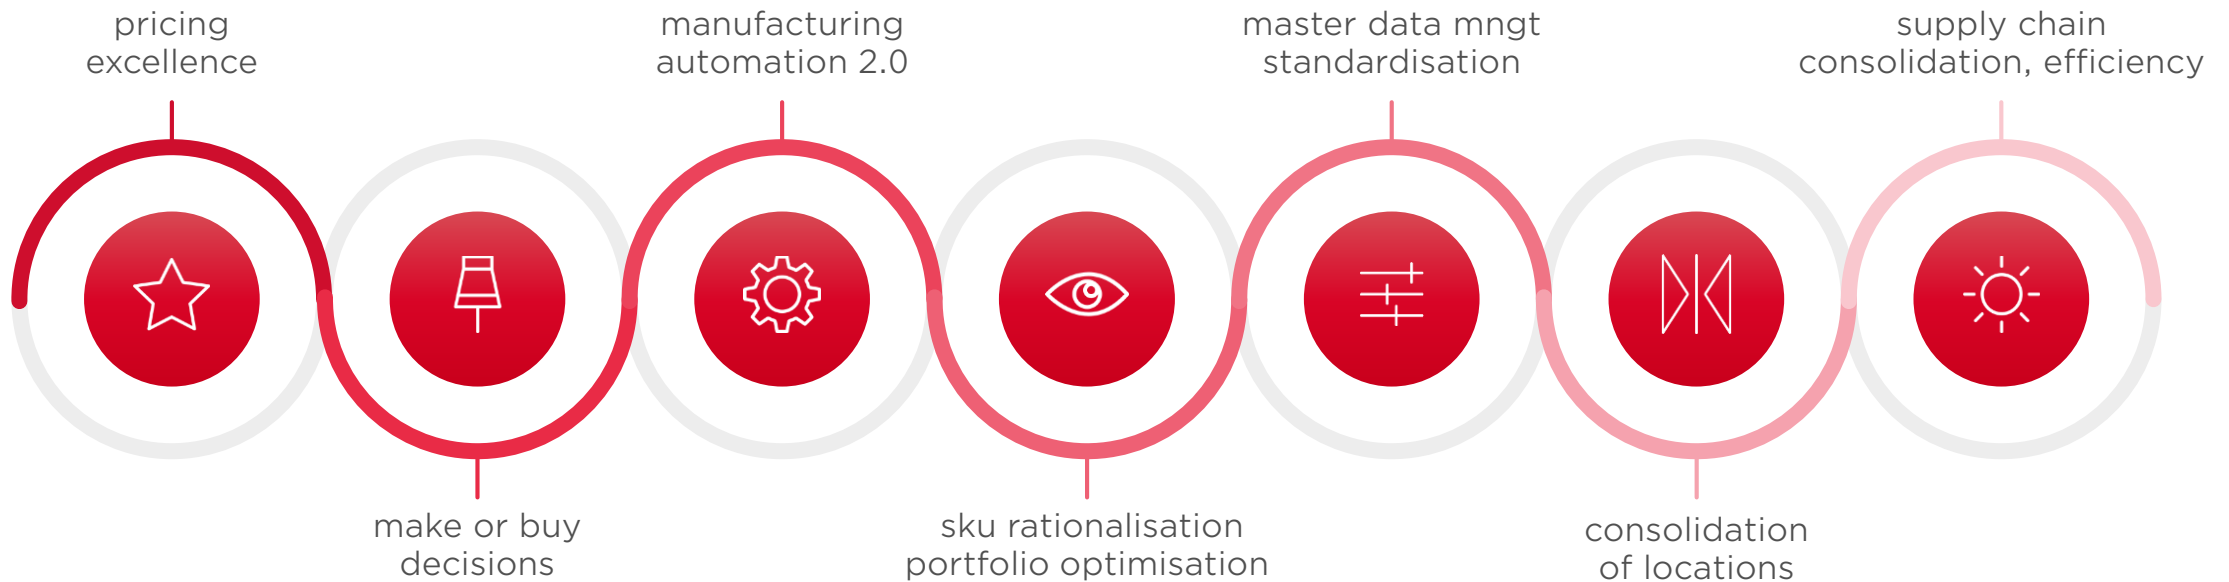 pricing
excellence
make or buy
decisions
manufacturing
automation 2.0
sku rationalisation
portfolio optimisation
master data mngt
standardisation
consolidation
of locations
supply chain
consolidation, efficiency